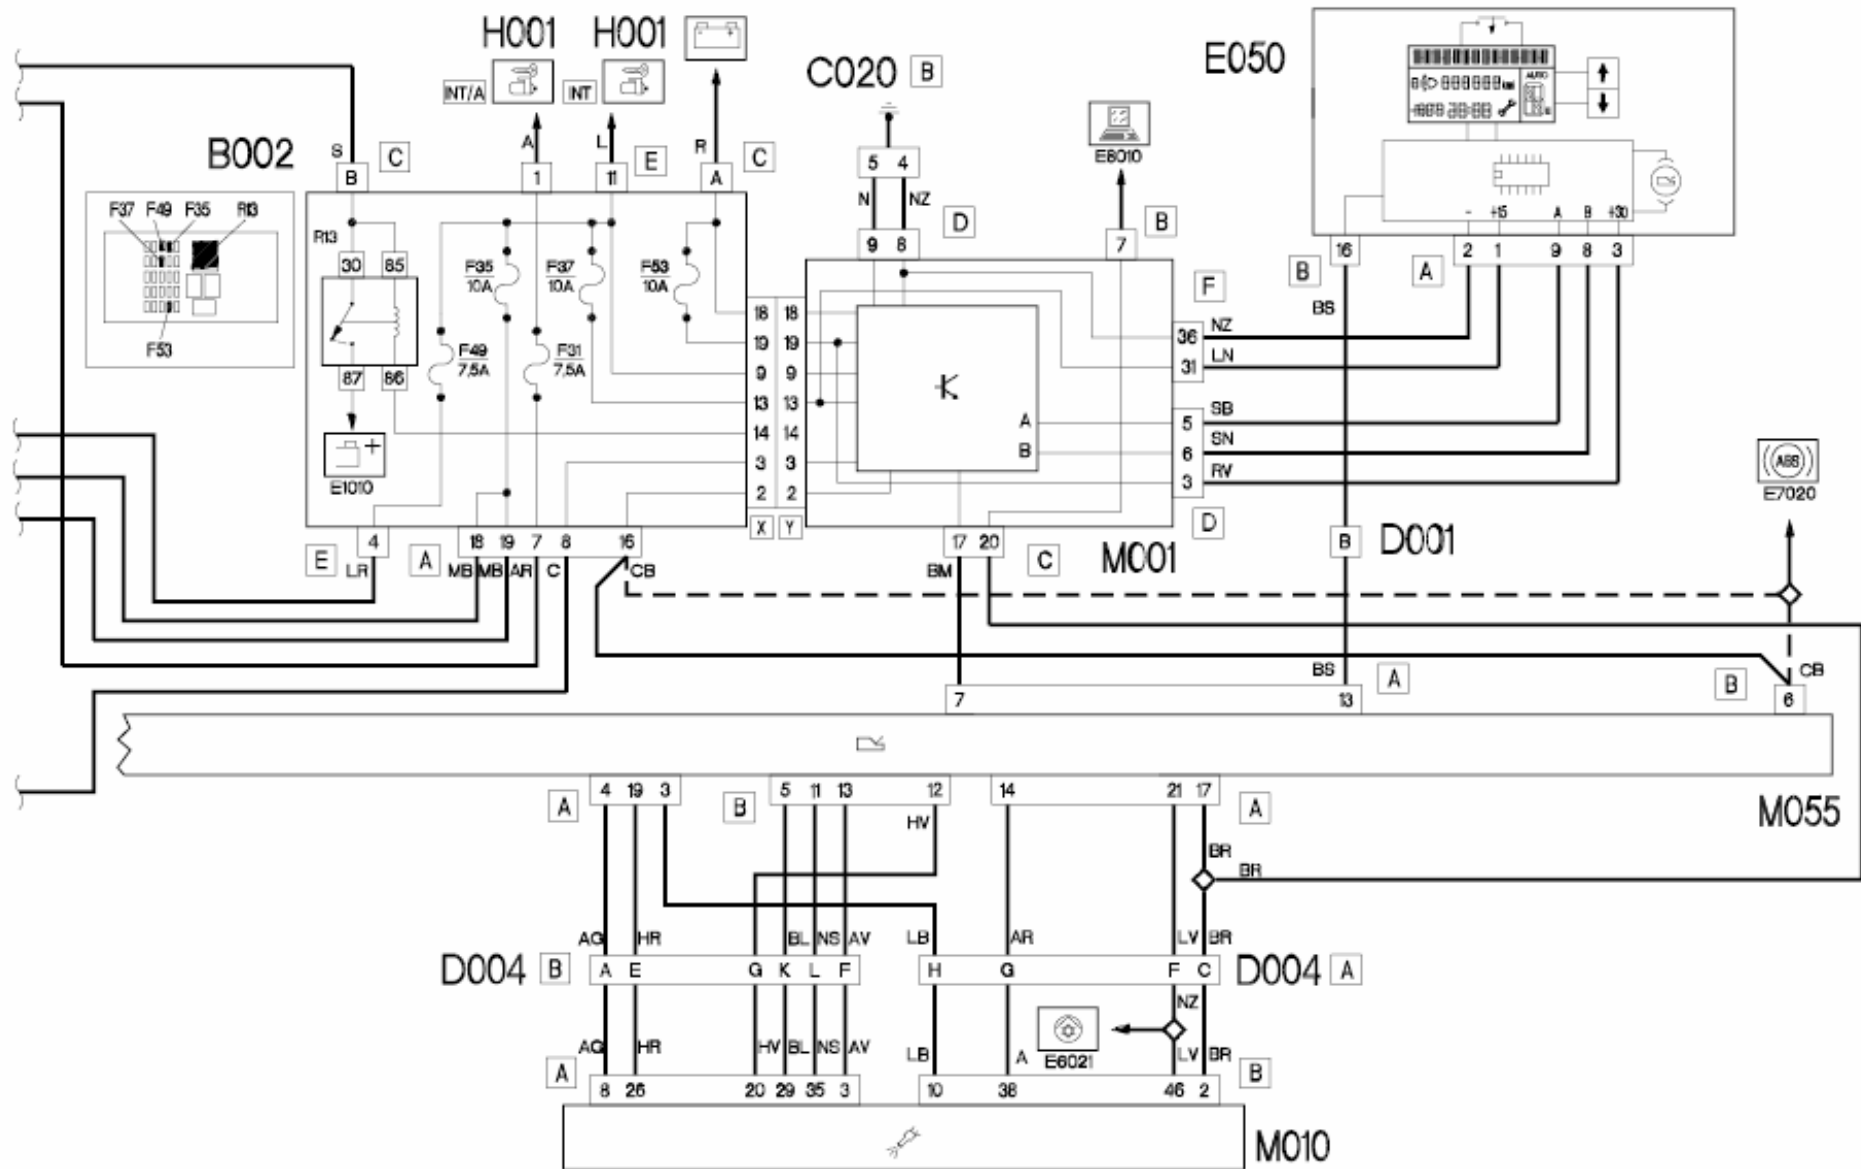 H001 H001
C020 B
E050
INT/A INT
AUTO
B002
S C A L E R C
E8010
B 1 11 A
5 4
N NZ
D B
9 8 7
- +15 A B +30
16 2 1 9 8 3
B A
F37 F49 F35 R13
F53
R13
30 85
F35 10A
F37 10A
F53 10A
F49 7,5A
F31 7,5A
87 86
E1010
18 18
19 19
9 9
13 13
14 14
3 3
2 2
X Y
A
B
F
36 NZ
31 LN
5 SB
6 SN
3 RV
D
BS
ABS
E7020
4 18 19 7 8 16
E A
LR MB MB AR C CB
17 20
BM C M001
B D001
BS A B CB
7 13 6
4 19 3 5 11 13 12 14 21 17
A B A
M055
HV
BR
BR
AG HR BL NS AV LB AR LV BR
D004 B A E G K L F H G F C D004 A
NZ
E6021
AG HR HV BL NS AV LB A LV BR
A B
8 26 20 29 35 3 10 38 46 2
M010